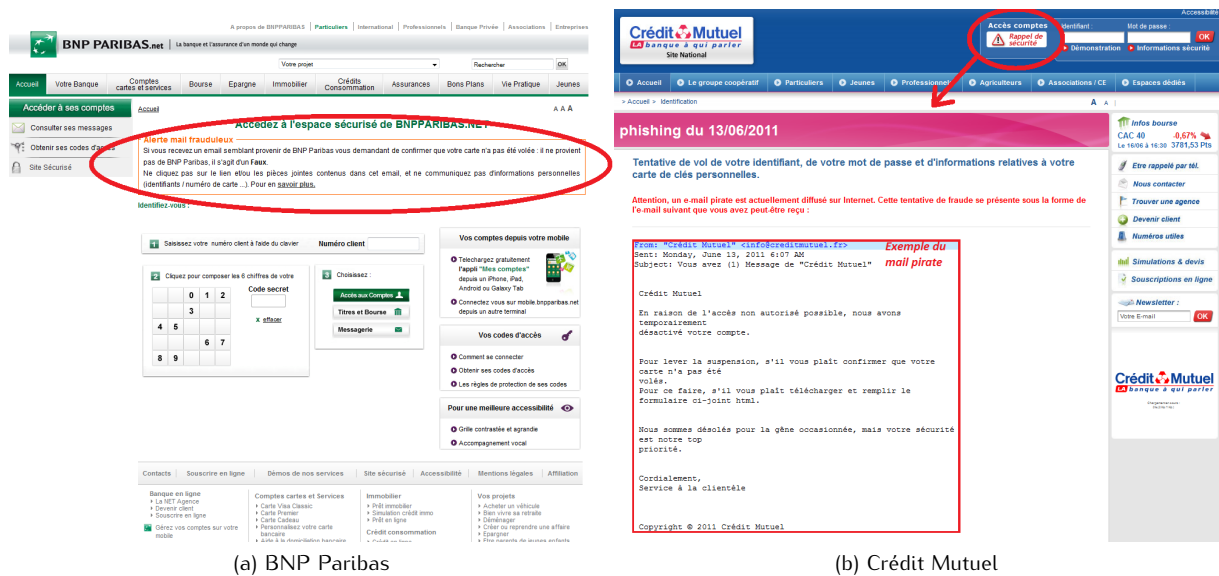 A propos de BNPPARIBAS | Particuliers | International | Professionnels | Banque Privée | Associations | Entreprises
BNP PARIBAS.net | La banque et l'assurance d'un monde qui change
Votre projet
Rechercher OK
Accueil
Votre Banque
Comptes
cartes et services
Bourse
Epargne
Immobilier
Crédits
Consommation
Assurances
Bons Plans
Vie Pratique
Jeunes
Accéder à ses comptes
Consulter ses messages
Obtenir ses codes d'accès
Site Sécurisé
Accueil
A A A
Accédez à l'espace sécurisé de BNPPARIBAS.NET
Alerte mail frauduleux
Si vous recevez un email semblant provenir de BNP Paribas vous demandant de confirmer que votre carte n'a pas été volée : il ne provient
pas de BNP Paribas, il s'agit d'un Faux.
Ne cliquez pas sur le lien et/ou les pièces jointes contenus dans cet email, et ne communiquez pas d'informations personnelles
(identifiants / numéro de carte ...). Pour en savoir plus.
Identifiez-vous :
1 Saisissez votre numéro client à l'aide du clavier Numéro client
2 Cliquez pour composer les 6 chiffres de votre
Code secret
0 1 2
3
4 5
6 7
8 9
x effacer
3 Choisissez :
Accès aux Comptes
Titres et Bourse
Messagerie
Vos comptes depuis votre mobile
Telechargez gratuitement
l'appli "Mes comptes"
depuis un iPhone, iPad,
Android ou Galaxy Tab
Connectez vous sur mobile.bnpparibas.net
depuis un autre terminal
Vos codes d'accès
Comment se connecter
Obtenir ses codes d'accès
Les règles de protection de ses codes
Pour une meilleure accessibilité
Grille contrastée et agrandie
Accompagnement vocal
Contacts | Souscrire en ligne | Démos de nos services | Site sécurisé | Accessibilité | Mentions légales | Affiliation
Banque en ligne
La NET Agence
Devenir client
Souscrire en ligne
Gérez vos comptes sur votre
mobile
Comptes cartes et Services
Carte Visa Classic
Carte Premier
Carte Cadeau
Personnalisez votre carte
bancaire
Aide à la domiciliation bancaire
Immobilier
Prêt immobilier
Simulation crédit immo
Prêt en ligne
Crédit consommation
Crédit en ligne
Vos projets
Acheter un véhicule
Bien vivre sa retraite
Déménager
Créer ou reprendre une affaire
Epargner
Etre parents de jeunes enfants
(a) BNP Paribas
Accessibilité
Crédit Mutuel
LA banque à qui parler
Site National
Accès comptes
Rappel de
sécurité
Identifiant :
Mot de passe :
OK
Démonstration
Informations sécurité
Accueil
Le groupe coopératif
Particuliers
Jeunes
Professionnels
Agriculteurs
Associations / CE
Espaces dédiés
> Accueil > Identification
A A |
phishing du 13/06/2011
Tentative de vol de votre identifiant, de votre mot de passe et d'informations relatives à votre
carte de clés personnelles.
Attention, un e-mail pirate est actuellement diffusé sur Internet. Cette tentative de fraude se présente sous la forme de
l'e-mail suivant que vous avez peut-être reçu :
From: "Crédit Mutuel" <info@creditmutuel.fr>
Sent: Monday, June 13, 2011 6:07 AM
Subject: Vous avez (1) Message de "Crédit Mutuel"
Exemple du
mail pirate
Crédit Mutuel
En raison de l'accès non autorisé possible, nous avons
temporairement
désactivé votre compte.
Pour lever la suspension, s'il vous plaît confirmer que votre
carte n'a pas été
volés.
Pour ce faire, s'il vous plaît télécharger et remplir le
formulaire ci-joint html.
Nous sommes désolés pour la gêne occasionnée, mais votre sécurité
est notre top
priorité.
Cordialement,
Service à la clientèle
Copyright © 2011 Crédit Mutuel
Infos bourse
CAC 40 -0,67%
Le 16/06 à 16:30 3781,53 Pts
Etre rappelé par tél.
Nous contacter
Trouver une agence
Devenir client
Numéros utiles
Simulations & devis
Souscriptions en ligne
Newsletter :
Votre E-mail OK
Crédit Mutuel
LA banque à qui parler
(b) Crédit Mutuel